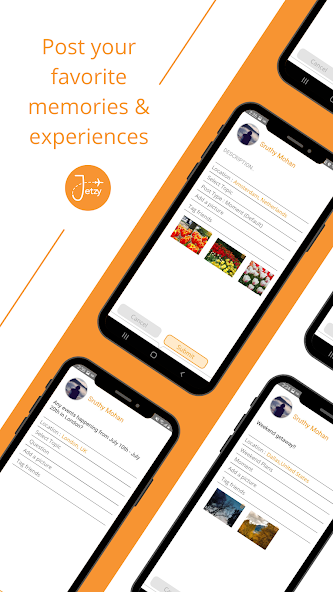 Post your
favorite
memories &
experiences
Jetzy
Cancel
Sruthy Mohan
DESCRIPTION
Location : Amsterdam, Netherlands
Select Topic
Post Type : Moment (Default)
Add a picture
Tag friends
Cancel
Submit
Sruthy Mohan
Any events happening from July 10th -July
20th in London?
Location : London, UK
Select Topic
Question
Add a picture
Tag friends
Sruthy Mohan
Weekend getaways!!
Location : Dallas,United States
Weekend Plans
Moment
Add a picture
Tag friends
Cancel